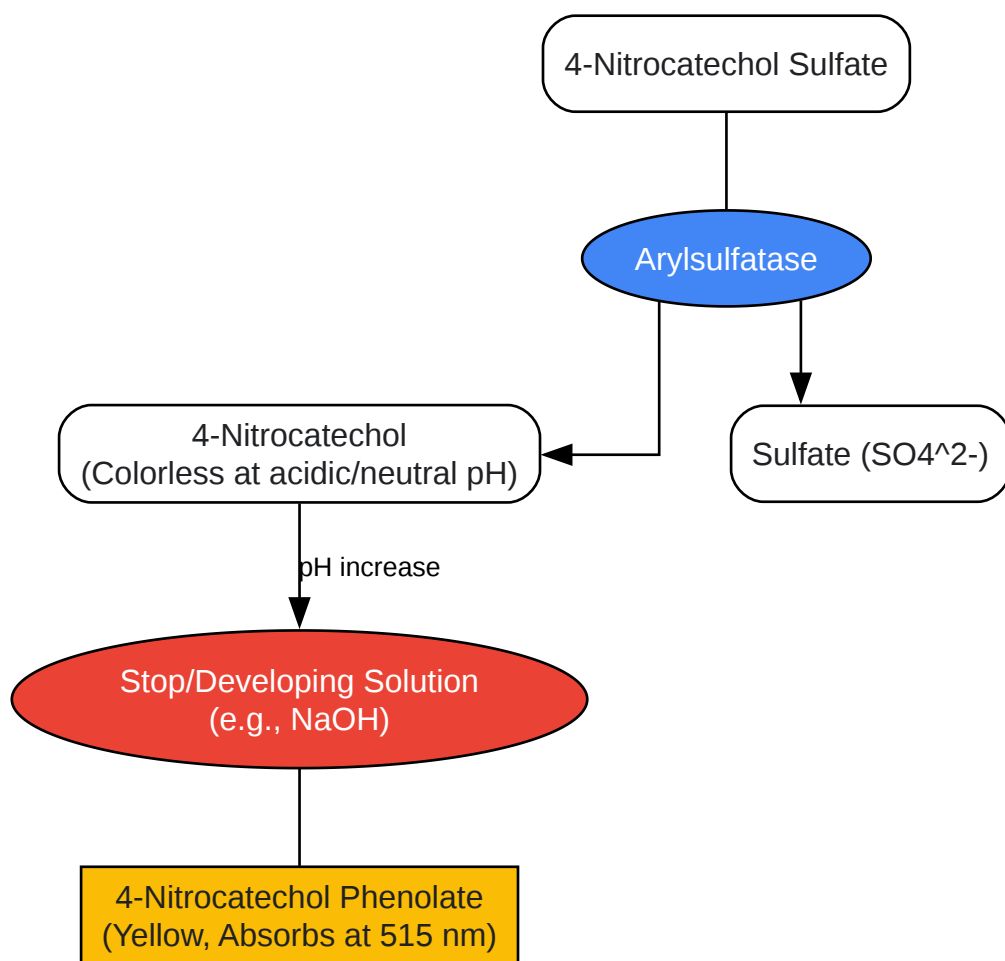 4-Nitrocatechol Sulfate
Arylsulfatase
4-Nitrocatechol
(Colorless at acidic/neutral pH)
Sulfate (SO4^2-)
pH increase
Stop/Developing Solution
(e.g., NaOH)
4-Nitrocatechol Phenolate
(Yellow, Absorbs at 515 nm)